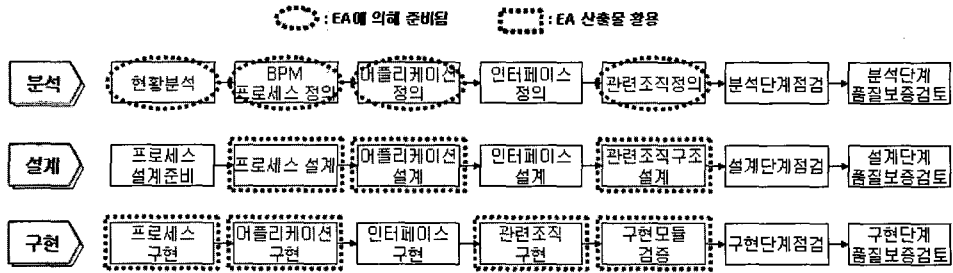 : EA에 의해 준비됨 : EA 산출물 활용
분석 현황분석 BPM 프로세스 정의 어플리케이션 정의 인터페이스 정의 관련조직정의 분석단계점검 분석단계 품질보증검토
설계 프로세스 설계준비 프로세스 설계 어플리케이션 설계 인터페이스 설계 관련조직구조 설계 설계단계점검 설계단계 품질보증검토
구현 프로세스 구현 어플리케이션 구현 인터페이스 구현 관련조직 구현 구현모듈 검증 구현단계점검 구현단계 품질보증검토